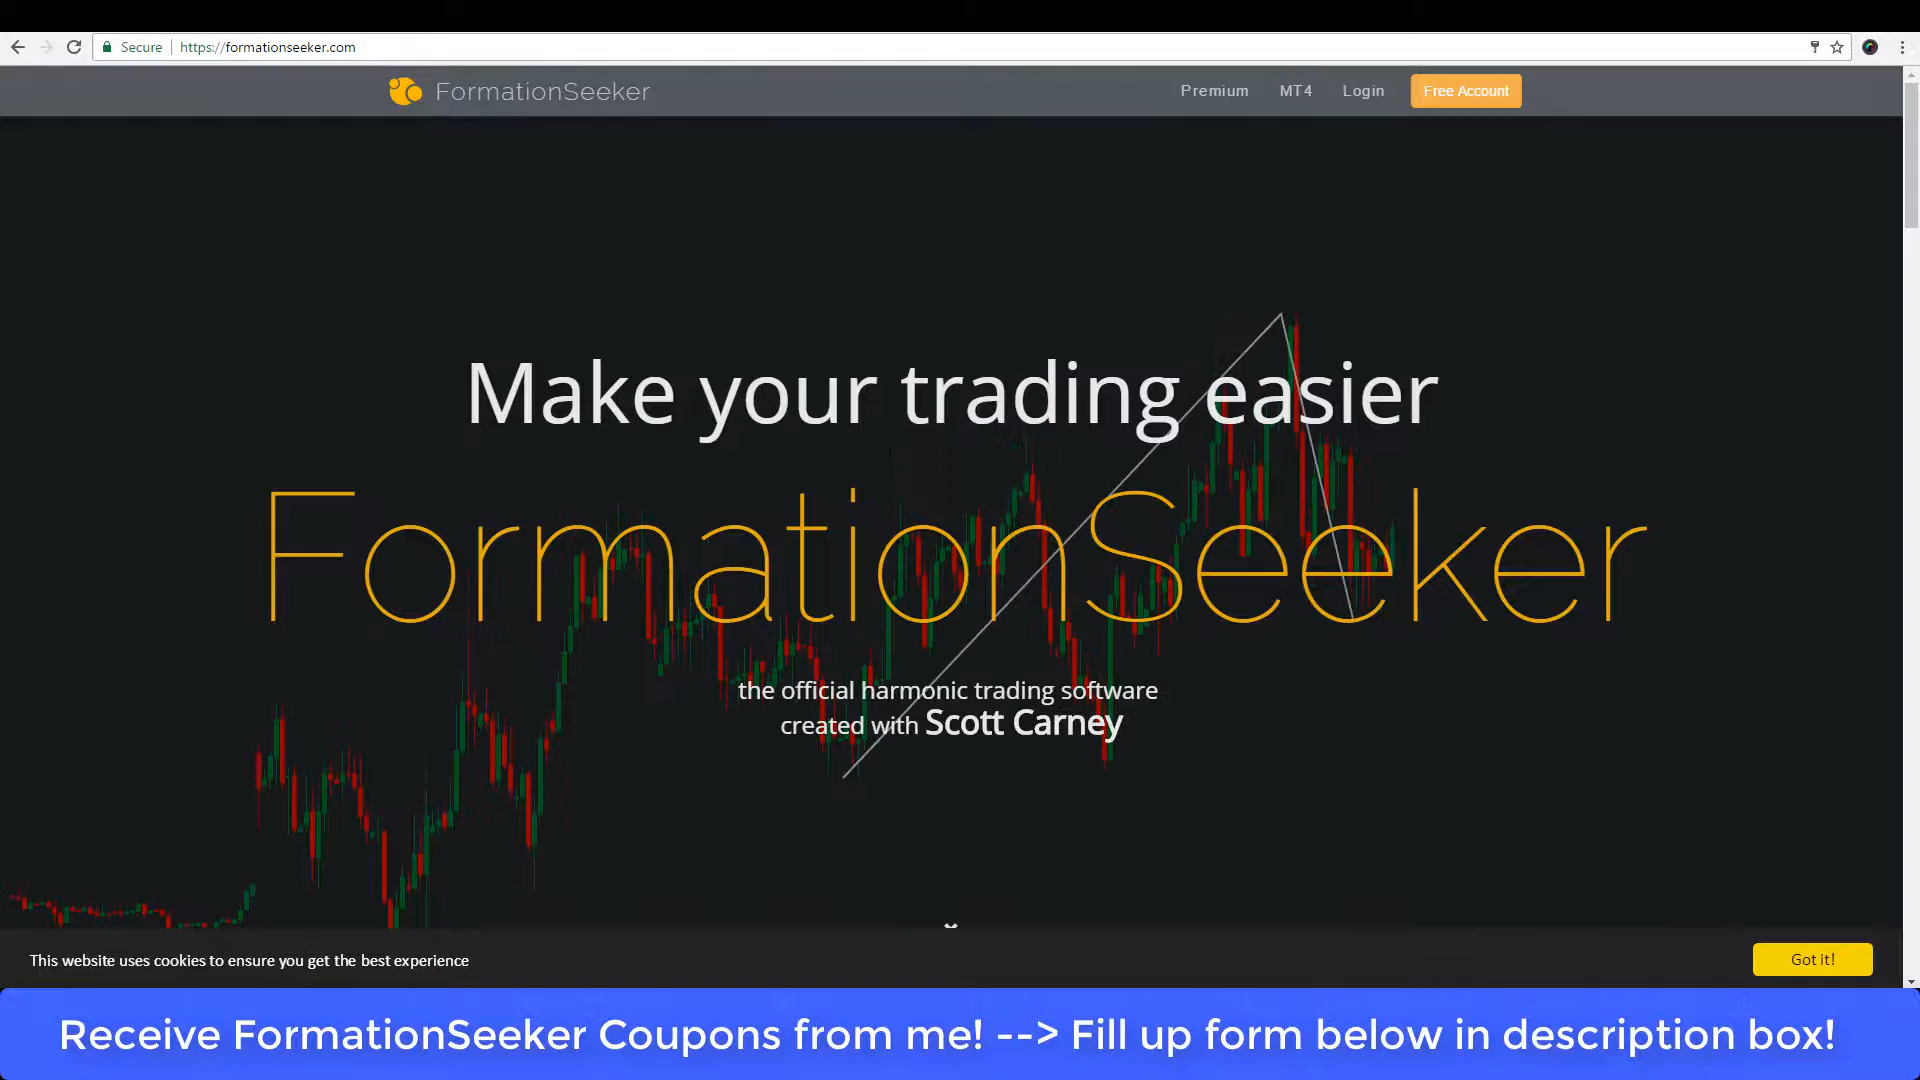 Secure https://formationseeker.com
FormationSeeker Premium MT4 Login Free Account
Make your trading easier
FormationSeeker
the official harmonic trading software
created with Scott Carney
This website uses cookies to ensure you get the best experience Got it!
Receive FormationSeeker Coupons from me! --> Fill up form below in description box!